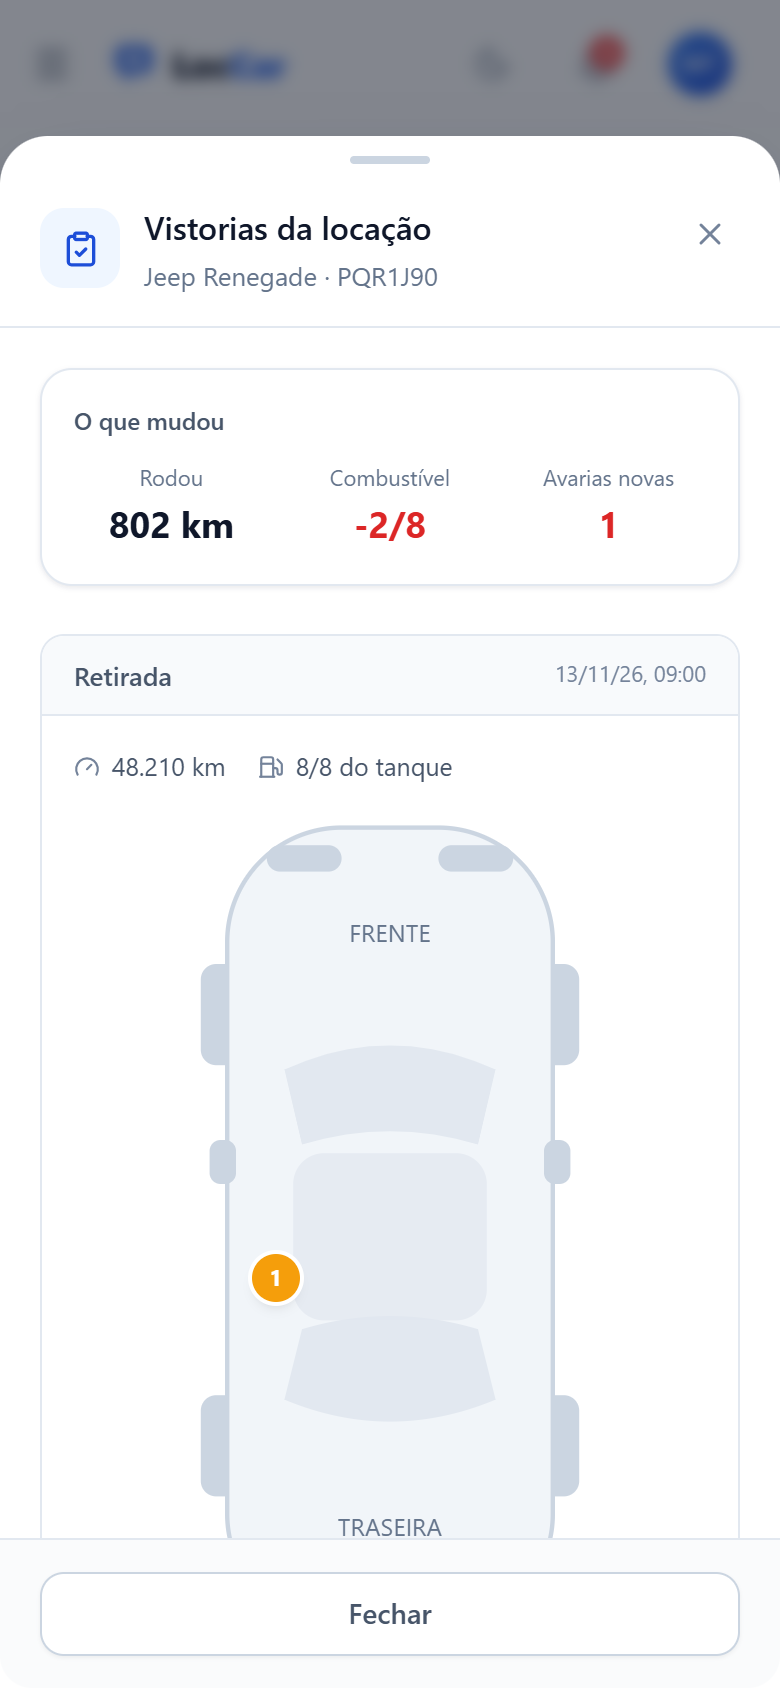 Vistorias da locação
Jeep Renegade · PQR1J90
O que mudou
Rodou
Combustível
Avarias novas
802 km
-2/8
1
Retirada
13/11/26, 09:00
48.210 km
8/8 do tanque
FRENTE
1
TRASEIRA
Fechar